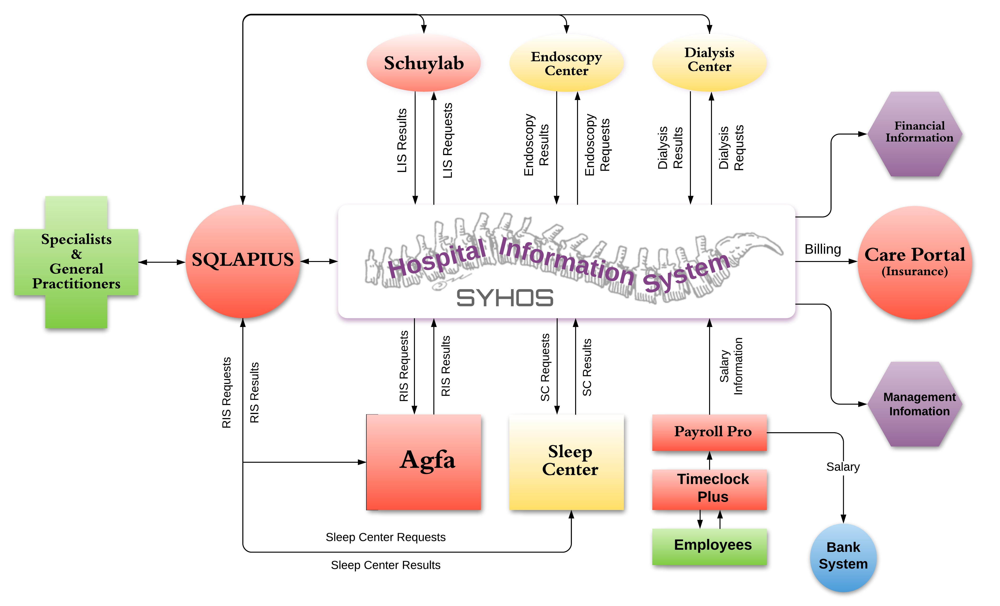 Schuylab
Endoscopy
Center
Dialysis
Center
LIS Results
LIS Requests
Endoscopy
Results
Endoscopy
Requests
Dialysis
Results
Dialysis
Requsts
Financial
Information
Specialists
&
General
Practitioners
SQLAPIUS
Hospital Information System
SYHOS
Billing
Care Portal
(Insurance)
RIS Requests
RIS Results
RIS Requests
RIS Results
SC Requests
SC Results
Salary
Information
Management
Infomation
Agfa
Sleep
Center
Payroll Pro
Timeclock
Plus
Salary
Employees
Sleep Center Requests
Sleep Center Results
Bank
System